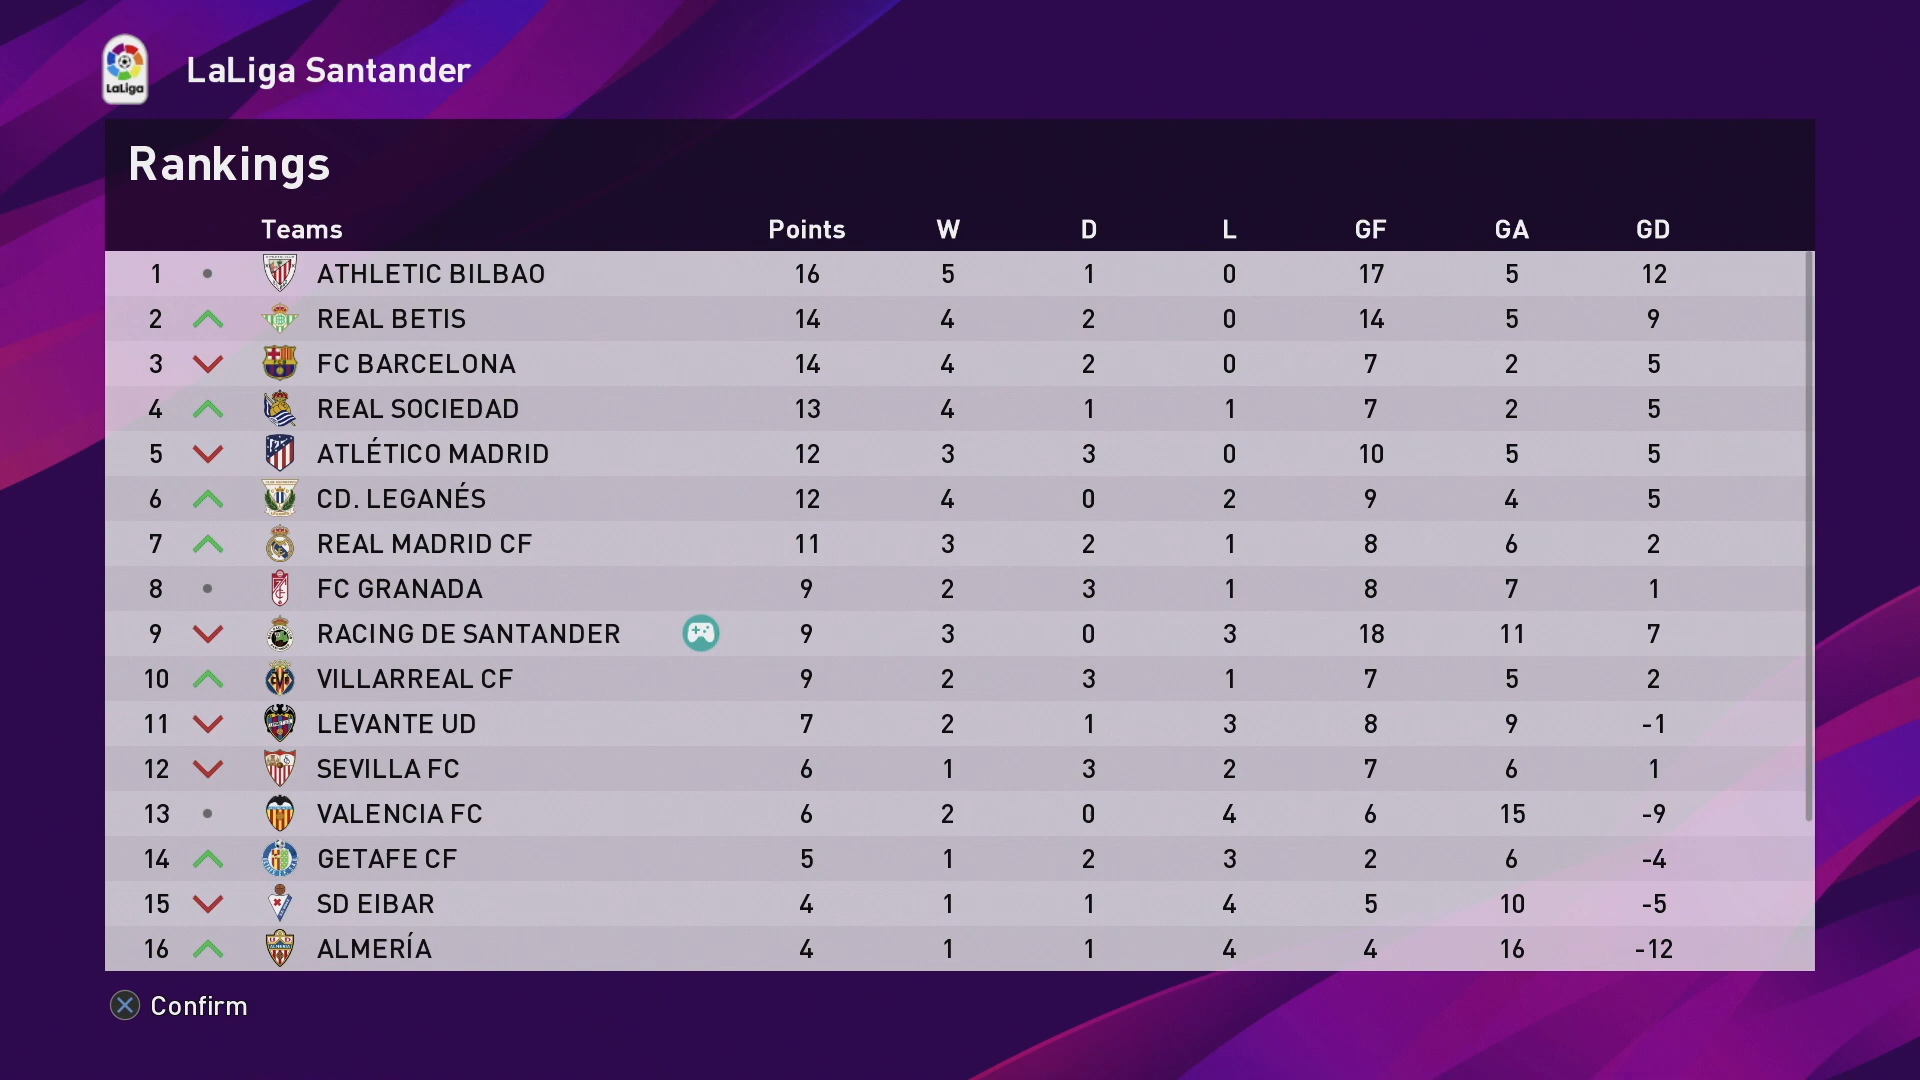 LaLiga
LaLiga Santander
Rankings
Teams Points W D L GF GA GD
1 ATHLETIC BILBAO 16 5 1 0 17 5 12
2 REAL BETIS 14 4 2 0 14 5 9
3 FC BARCELONA 14 4 2 0 7 2 5
4 REAL SOCIEDAD 13 4 1 1 7 2 5
5 ATLÉTICO MADRID 12 3 3 0 10 5 5
6 CD. LEGANÉS 12 4 0 2 9 4 5
7 REAL MADRID CF 11 3 2 1 8 6 2
8 FC GRANADA 9 2 3 1 8 7 1
9 RACING DE SANTANDER 9 3 0 3 18 11 7
10 VILLARREAL CF 9 2 3 1 7 5 2
11 LEVANTE UD 7 2 1 3 8 9 -1
12 SEVILLA FC 6 1 3 2 7 6 1
13 VALENCIA FC 6 2 0 4 6 15 -9
14 GETAFE CF 5 1 2 3 2 6 -4
15 SD EIBAR 4 1 1 4 5 10 -5
16 ALMERÍA 4 1 1 4 4 16 -12
Confirm